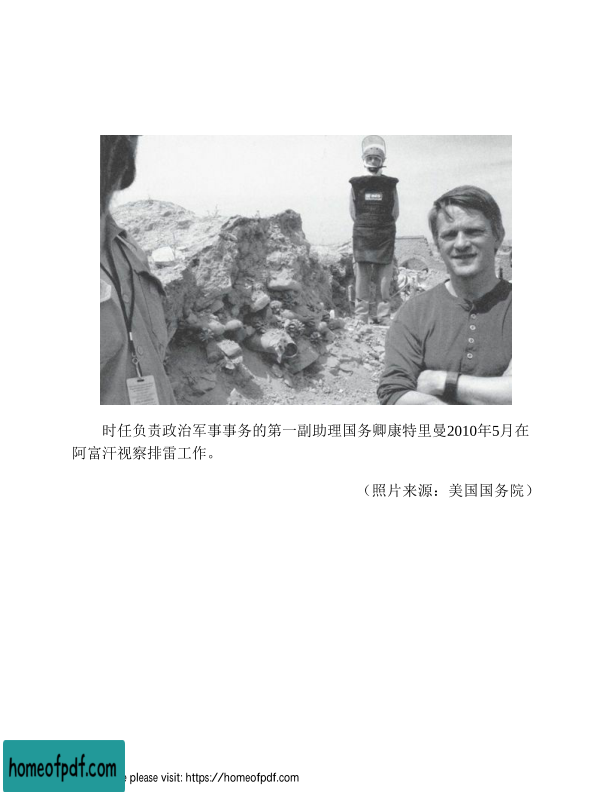 时任负责政治军事事务的第一副助理国务卿康特里曼2010年5月在
阿富汗视察排雷工作。
（照片来源：美国国务院）
homeofpdf.com
e please visit: https://homeofpdf.com